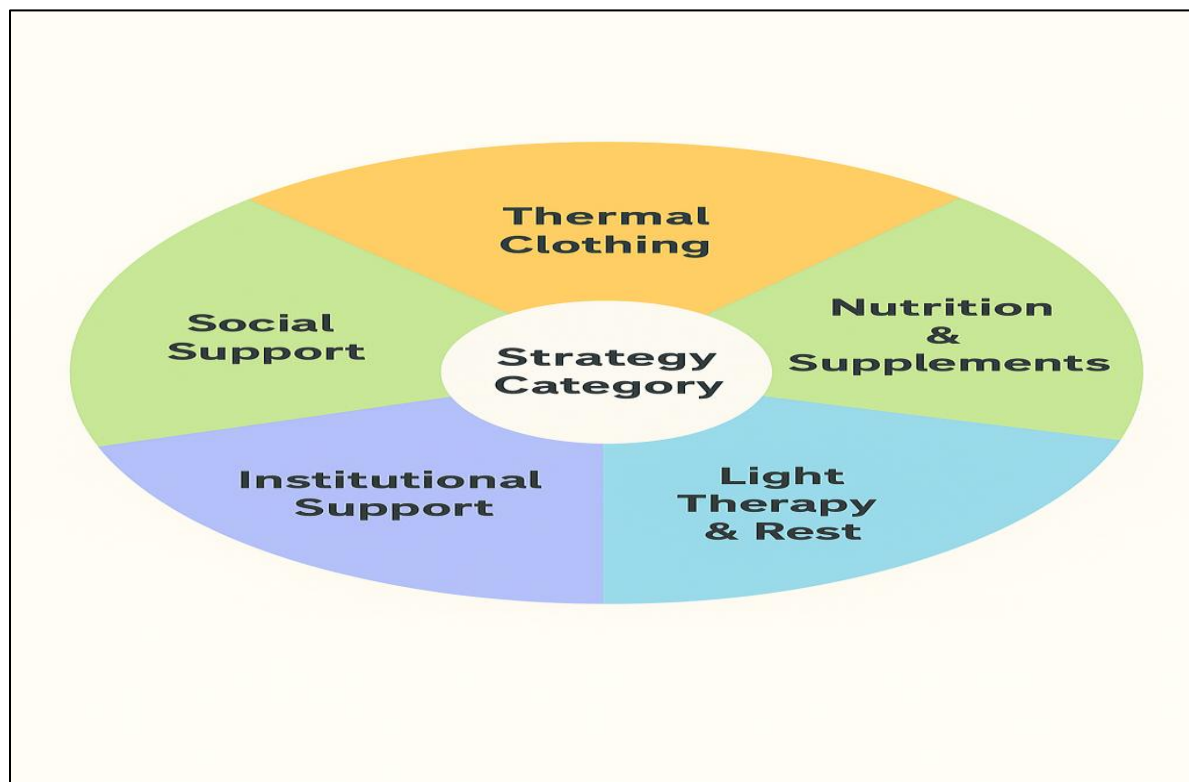 Thermal
Clothing
Nutrition
&
Supplements
Social
Support
Strategy
Category
Light
Therapy
& Rest
Institutional
Support